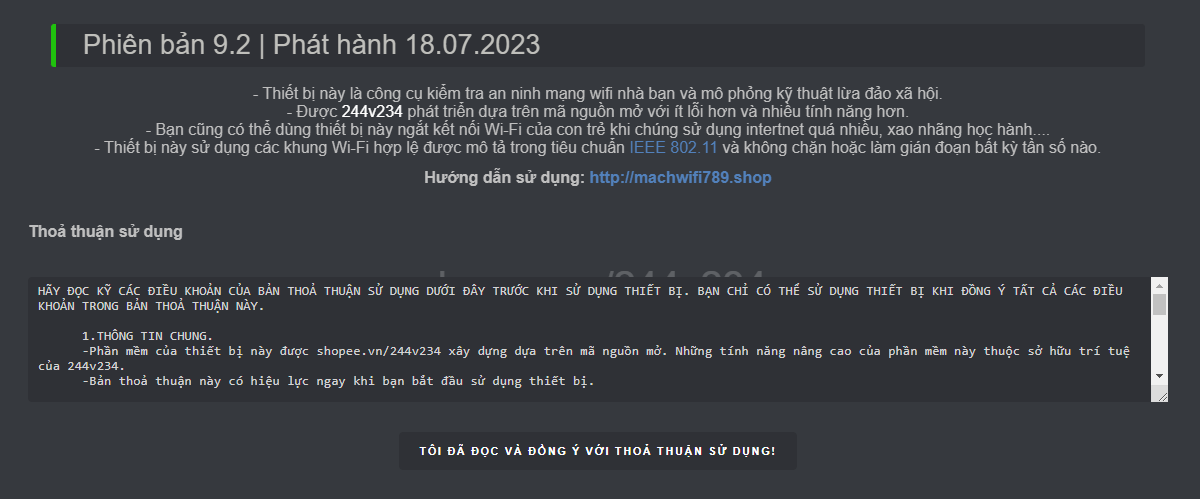 Phiên bản 9.2 | Phát hành 18.07.2023
- Thiết bị này là công cụ kiểm tra an ninh mạng wifi nhà bạn và mô phỏng kỹ thuật lừa đảo xã hội.
- Được 244v234 phát triển dựa trên mã nguồn mở với ít lỗi hơn và nhiều tính năng hơn.
- Bạn cũng có thể dùng thiết bị này ngắt kết nối Wi-Fi của con trẻ khi chúng sử dụng intertnet quá nhiều, xao nhãng học hành....
- Thiết bị này sử dụng các khung Wi-Fi hợp lệ được mô tả trong tiêu chuẩn IEEE 802.11 và không chặn hoặc làm gián đoạn bất kỳ tần số nào.
Hướng dẫn sử dụng: http://machwifi789.shop
Thoả thuận sử dụng
HÃY ĐỌC KỸ CÁC ĐIỀU KHOẢN CỦA BẢN THOẢ THUẬN SỬ DỤNG DƯỚI ĐÂY TRƯỚC KHI SỬ DỤNG THIẾT BỊ. BẠN CHỈ CÓ THỂ SỬ DỤNG THIẾT BỊ KHI ĐỒNG Ý TẤT CẢ CÁC ĐIỀU
KHOẢN TRONG BẢN THOẢ THUẬN NÀY.
1.THÔNG TIN CHUNG.
-Phần mềm của thiết bị này được shopee.vn/244v234 xây dựng dựa trên mã nguồn mở. Những tính năng nâng cao của phần mềm này thuộc sở hữu trí tuệ
của 244v234.
-Bản thoả thuận này có hiệu lực ngay khi bạn bắt đầu sử dụng thiết bị.
TÔI ĐÃ ĐỌC VÀ ĐỒNG Ý VỚI THOẢ THUẬN SỬ DỤNG!